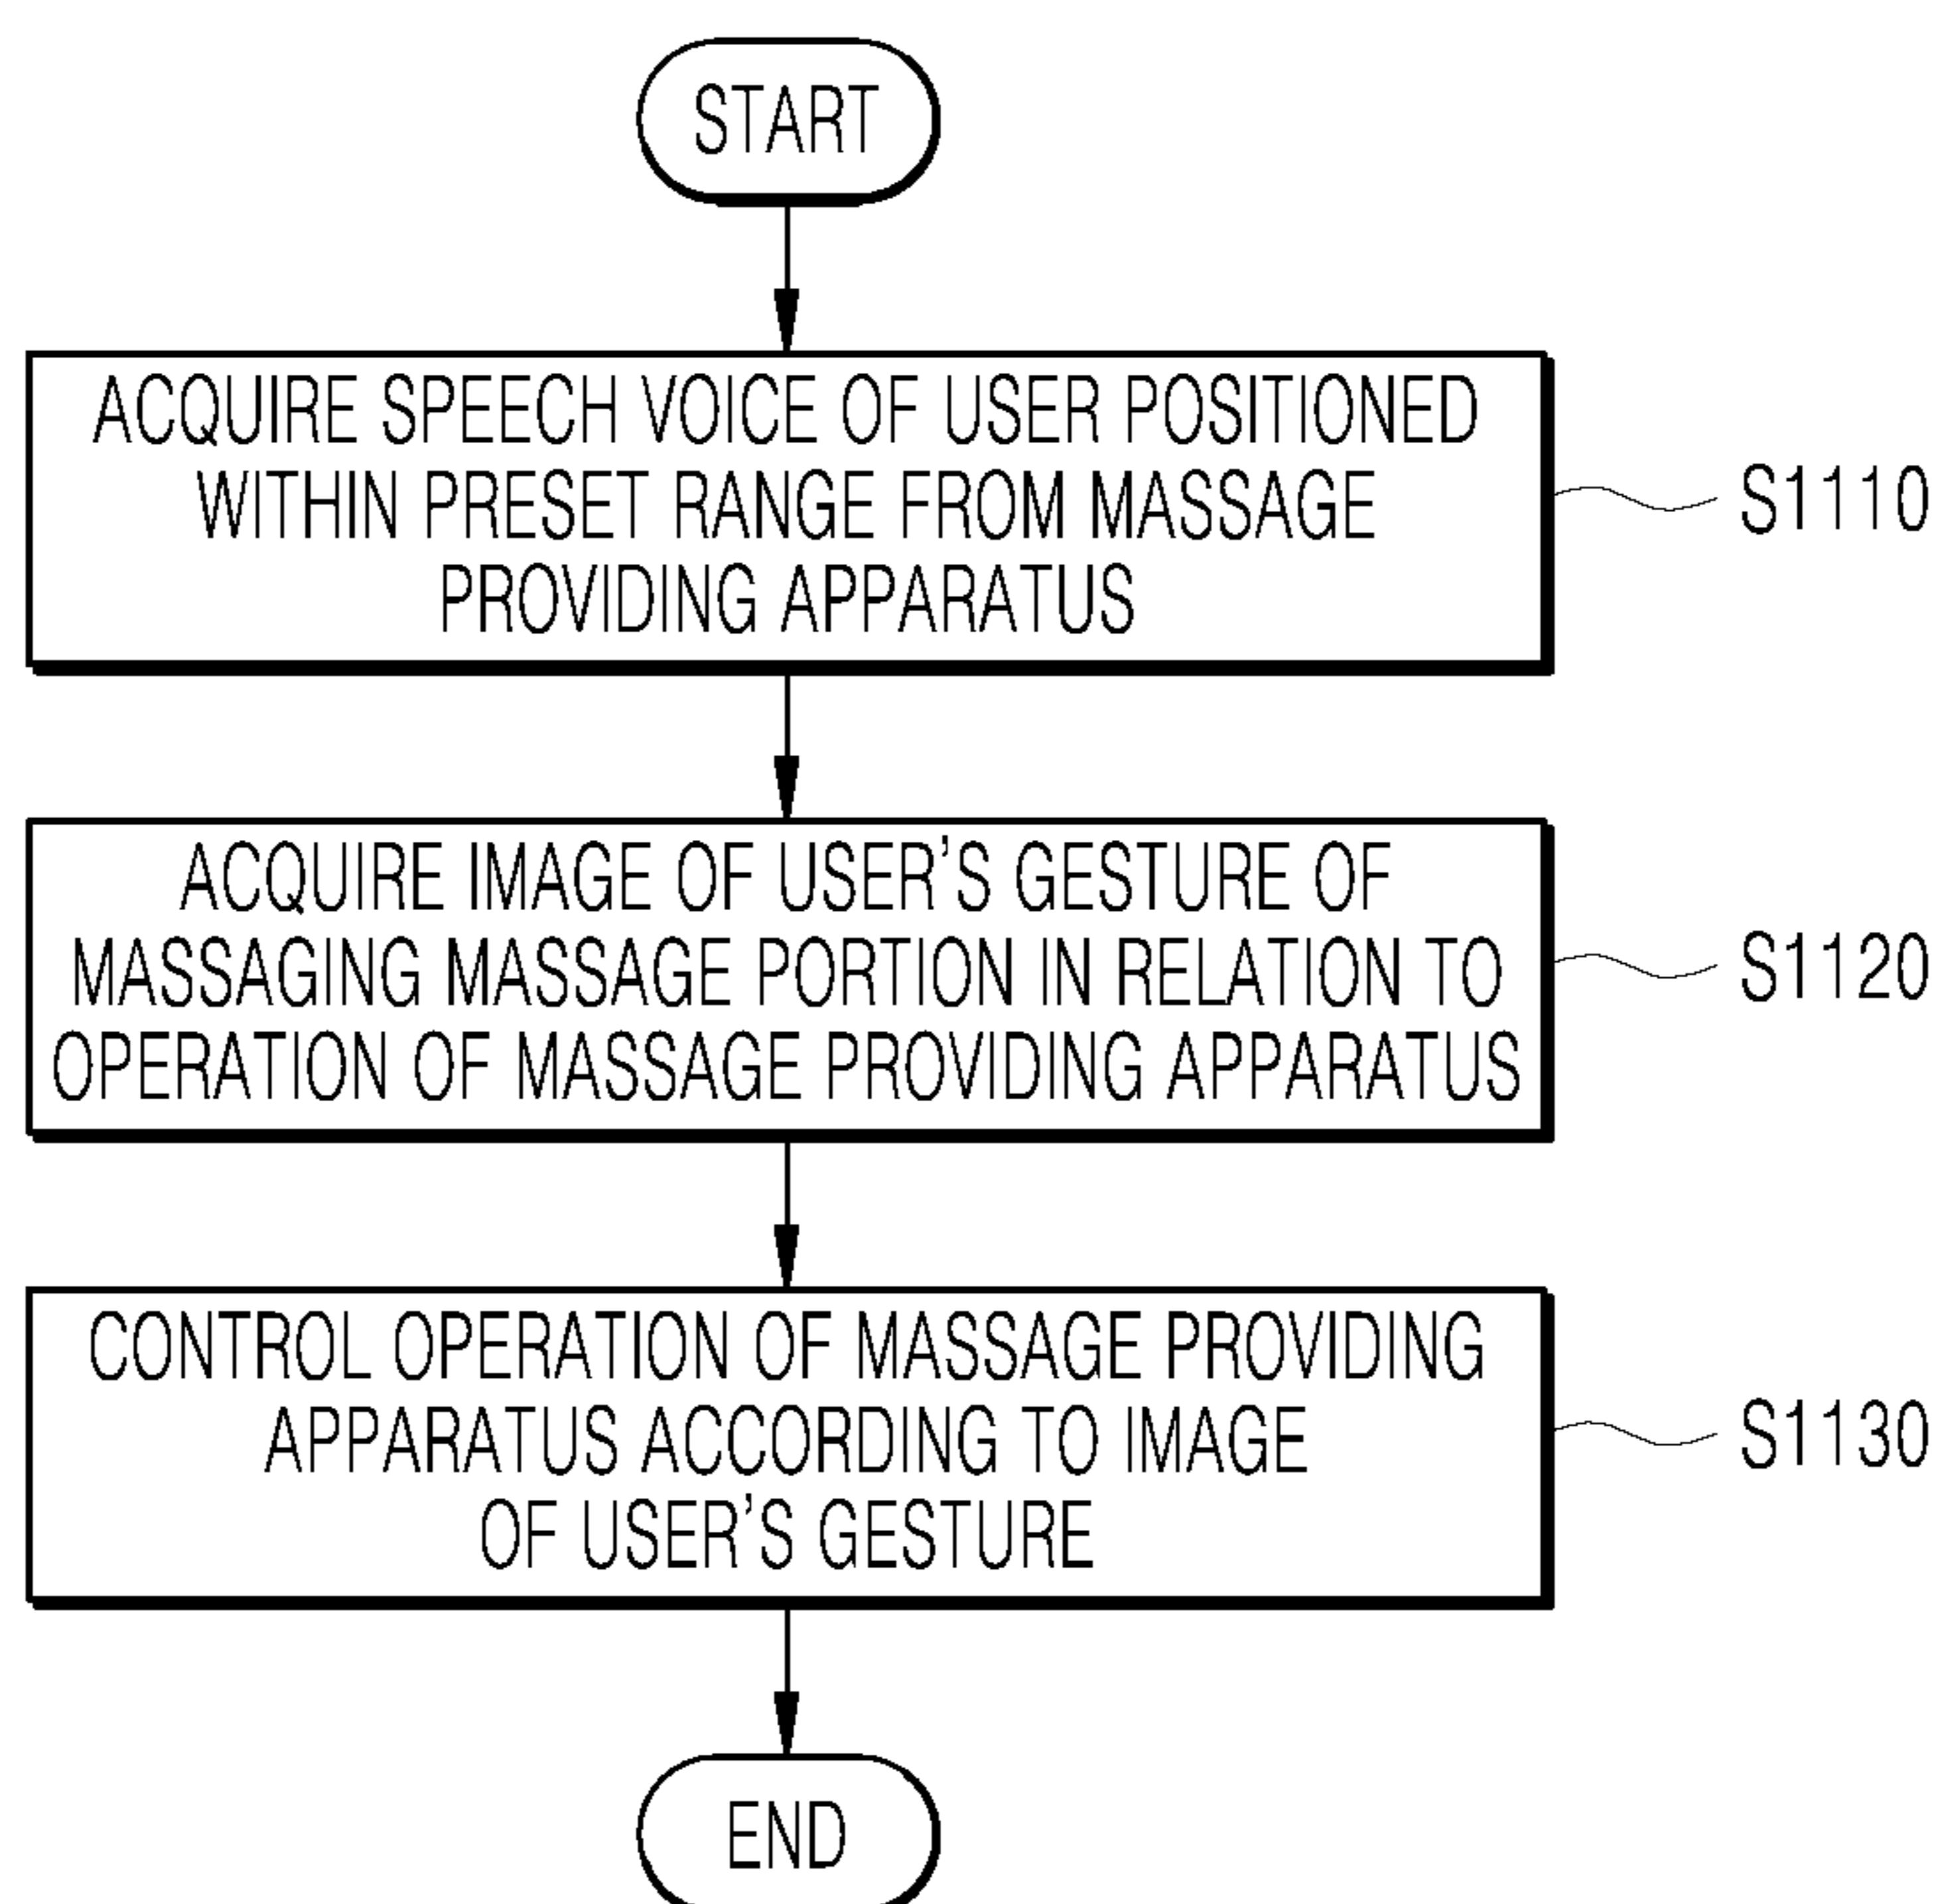 START
ACQUIRE SPEECH VOICE OF USER POSITIONED
WITHIN PRESET RANGE FROM MASSAGE
PROVIDING APPARATUS
S1110
ACQUIRE IMAGE OF USER'S GESTURE OF
MASSAGING MASSAGE PORTION IN RELATION TO
OPERATION OF MASSAGE PROVIDING APPARATUS
S1120
CONTROL OPERATION OF MASSAGE PROVIDING
APPARATUS ACCORDING TO IMAGE
OF USER'S GESTURE
S1130
END